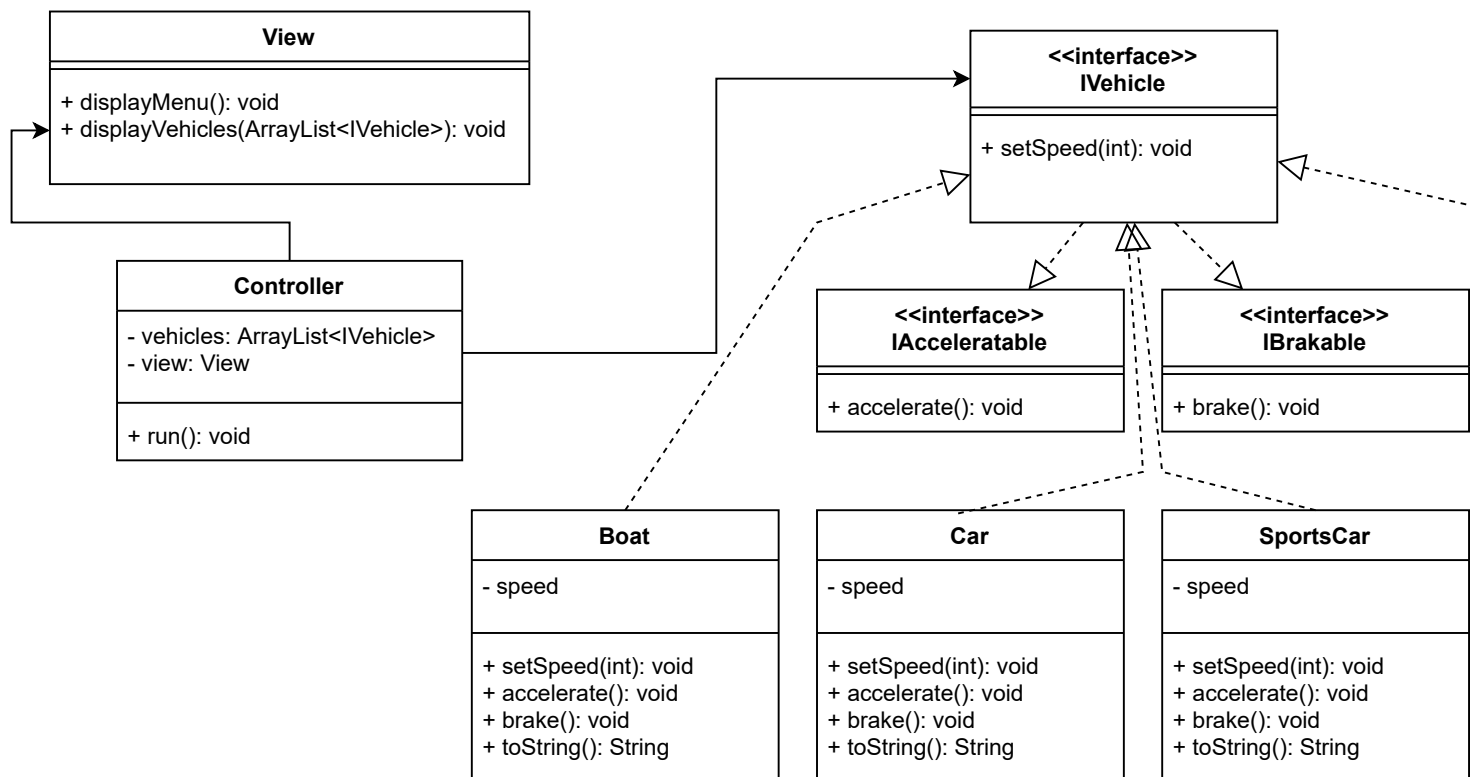 View
+ displayMenu(): void
+ displayVehicles(ArrayList<IVehicle>): void
<<interface>>
IVehicle
+ setSpeed(int): void
Controller
- vehicles: ArrayList<IVehicle>
- view: View
+ run(): void
<<interface>>
IAcceleratable
+ accelerate(): void
<<interface>>
IBrakable
+ brake(): void
Boat
- speed
+ setSpeed(int): void
+ accelerate(): void
+ brake(): void
+ toString(): String
Car
- speed
+ setSpeed(int): void
+ accelerate(): void
+ brake(): void
+ toString(): String
SportsCar
- speed
+ setSpeed(int): void
+ accelerate(): void
+ brake(): void
+ toString(): String